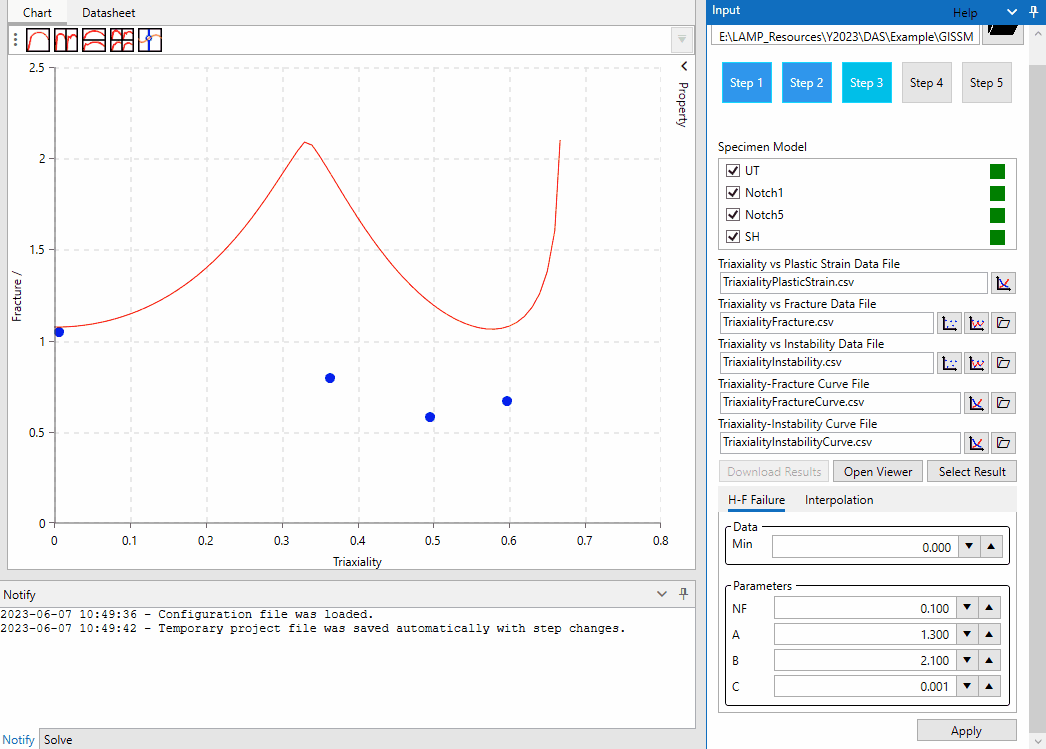 Chart
Datasheet
Property
2.5
2
1.5
1
0.5
0
Fracture /
0
0.1
0.2
0.3
0.4
0.5
0.6
0.7
0.8
Triaxiality
Notify
2023-06-07 10:49:36 - Configuration file was loaded.
2023-06-07 10:49:42 - Temporary project file was saved automatically with step changes.
Notify
Solve
Input
Help
E:\LAMP_Resources\Y2023\DAS\Example\GISSM
Step 1
Step 2
Step 3
Step 4
Step 5
Specimen Model
UT
Notch1
Notch5
SH
Triaxiality vs Plastic Strain Data File
TriaxialityPlasticStrain.csv
Triaxiality vs Fracture Data File
TriaxialityFracture.csv
Triaxiality vs Instability Data File
TriaxialityInstability.csv
Triaxiality-Fracture Curve File
TriaxialityFractureCurve.csv
Triaxiality-Instability Curve File
TriaxialityInstabilityCurve.csv
Download Results
Open Viewer
Select Result
H-F Failure
Interpolation
Data
Min
0.000
Parameters
NF
0.100
A
1.300
B
2.100
C
0.001
Apply